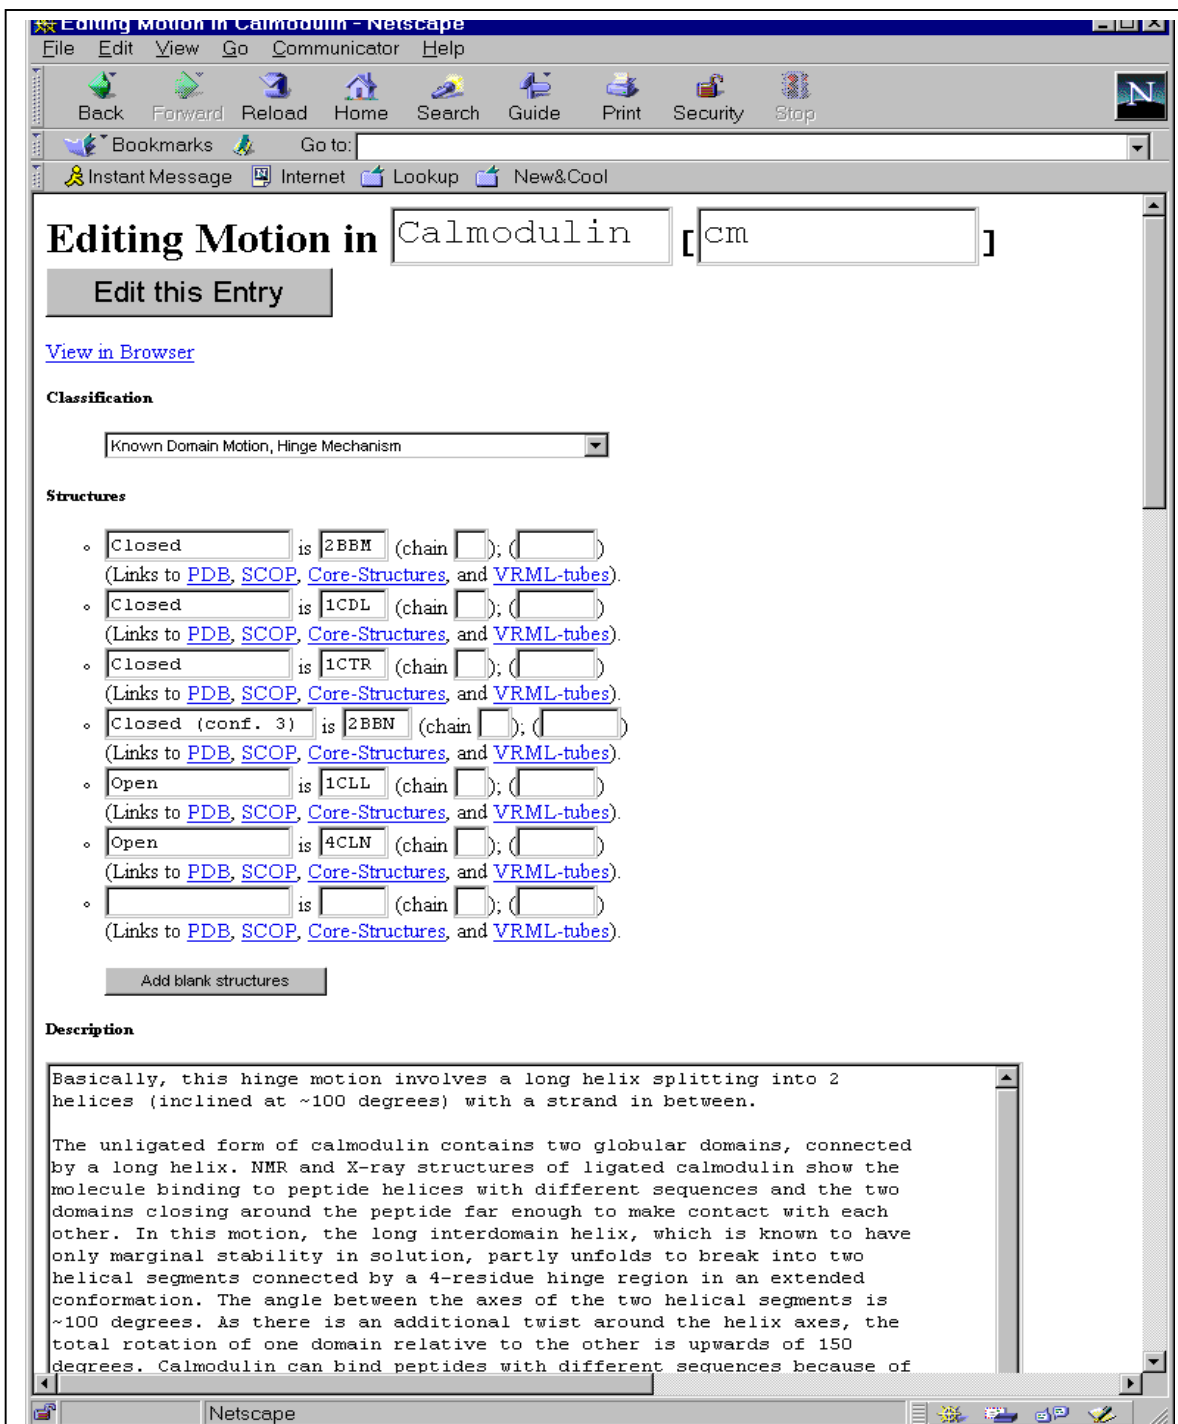 Editing Motion in Calmodulin - Netscape
File Edit View Go Communicator Help
Back Forward Reload Home Search Guide Print Security Stop
N
Bookmarks Go to:
Instant Message Internet Lookup New&Cool
Editing Motion in Calmodulin [cm]
Edit this Entry
View in Browser
Classification
Known Domain Motion, Hinge Mechanism
Structures
Closed is 2BBM (chain ); ( )
(Links to PDB, SCOP, Core-Structures, and VRML-tubes).
Closed is 1CDL (chain ); ( )
(Links to PDB, SCOP, Core-Structures, and VRML-tubes).
Closed is 1CTR (chain ); ( )
(Links to PDB, SCOP, Core-Structures, and VRML-tubes).
Closed (conf. 3) is 2BBN (chain ); ( )
(Links to PDB, SCOP, Core-Structures, and VRML-tubes).
Open is 1CLL (chain ); ( )
(Links to PDB, SCOP, Core-Structures, and VRML-tubes).
Open is 4CLN (chain ); ( )
(Links to PDB, SCOP, Core-Structures, and VRML-tubes).
is (chain ); ( )
(Links to PDB, SCOP, Core-Structures, and VRML-tubes).
Add blank structures
Description
Basically, this hinge motion involves a long helix splitting into 2
helices (inclined at ~100 degrees) with a strand in between.
The unligated form of calmodulin contains two globular domains, connected
by a long helix. NMR and X-ray structures of ligated calmodulin show the
molecule binding to peptide helices with different sequences and the two
domains closing around the peptide far enough to make contact with each
other. In this motion, the long interdomain helix, which is known to have
only marginal stability in solution, partly unfolds to break into two
helical segments connected by a 4-residue hinge region in an extended
conformation. The angle between the axes of the two helical segments is
~100 degrees. As there is an additional twist around the helix axes, the
total rotation of one domain relative to the other is upwards of 150
degrees. Calmodulin can bind peptides with different sequences because of
Netscape